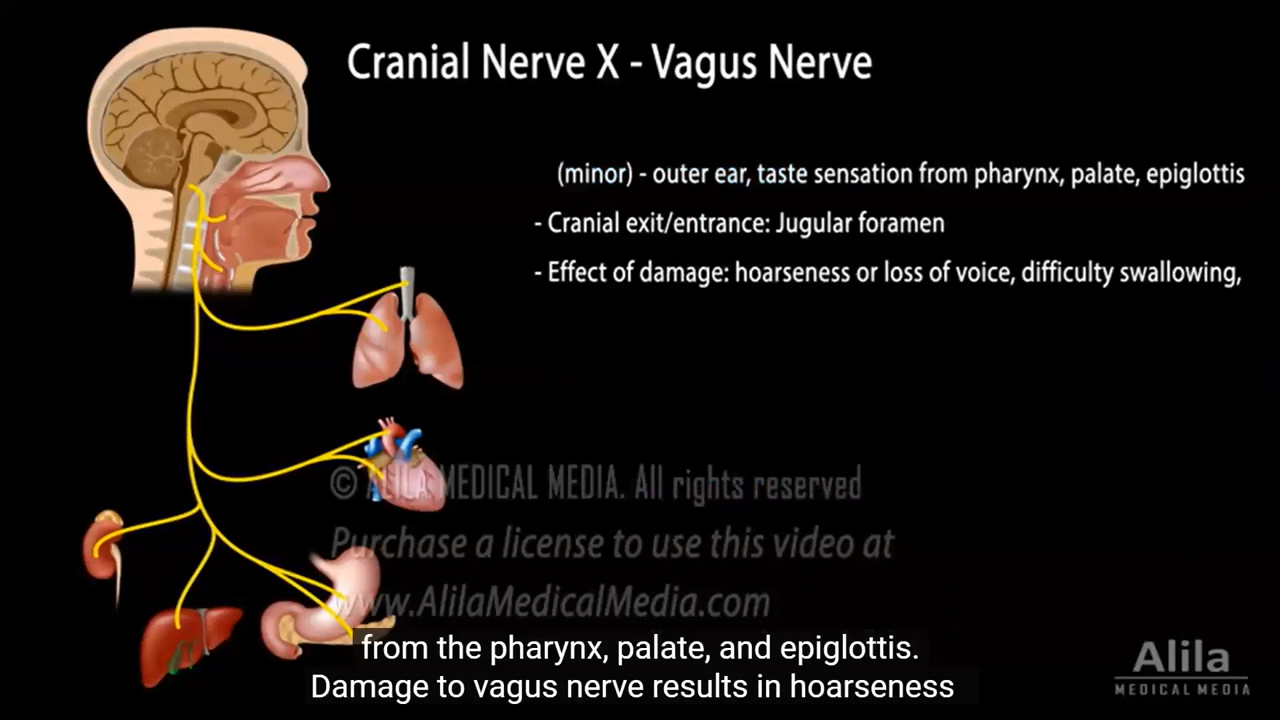 Cranial Nerve X - Vagus Nerve
(minor) - outer ear, taste sensation from pharynx, palate, epiglottis
- Cranial exit/entrance: Jugular foramen
- Effect of damage: hoarseness or loss of voice, difficulty swallowing,
© ALILA MEDICAL MEDIA. All rights reserved
Purchase a license to use this video at
www.AlilaMedicalMedia.com
from the pharynx, palate, and epiglottis.
Damage to vagus nerve results in hoarseness
Alila
MEDICAL MEDIA